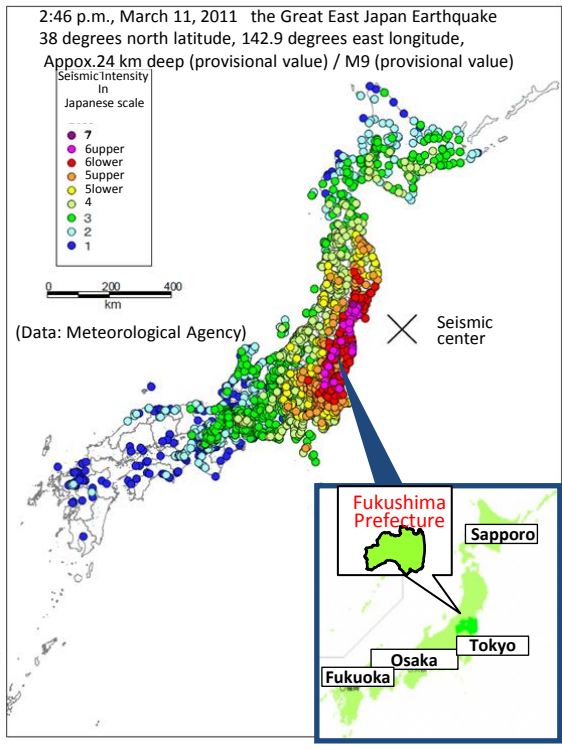 2:46 p.m., March 11, 2011 the Great East Japan Earthquake
38 degrees north latitude, 142.9 degrees east longitude,
Appox.24 km deep (provisional value) / M9 (provisional value)
Seismic Intensity
In
Japanese scale
7
6upper
6lower
5upper
5lower
4
3
2
1
0 200 400
km
(Data: Meteorological Agency)
Seismic
center
Fukushima
Prefecture
Sapporo
Tokyo
Osaka
Fukuoka